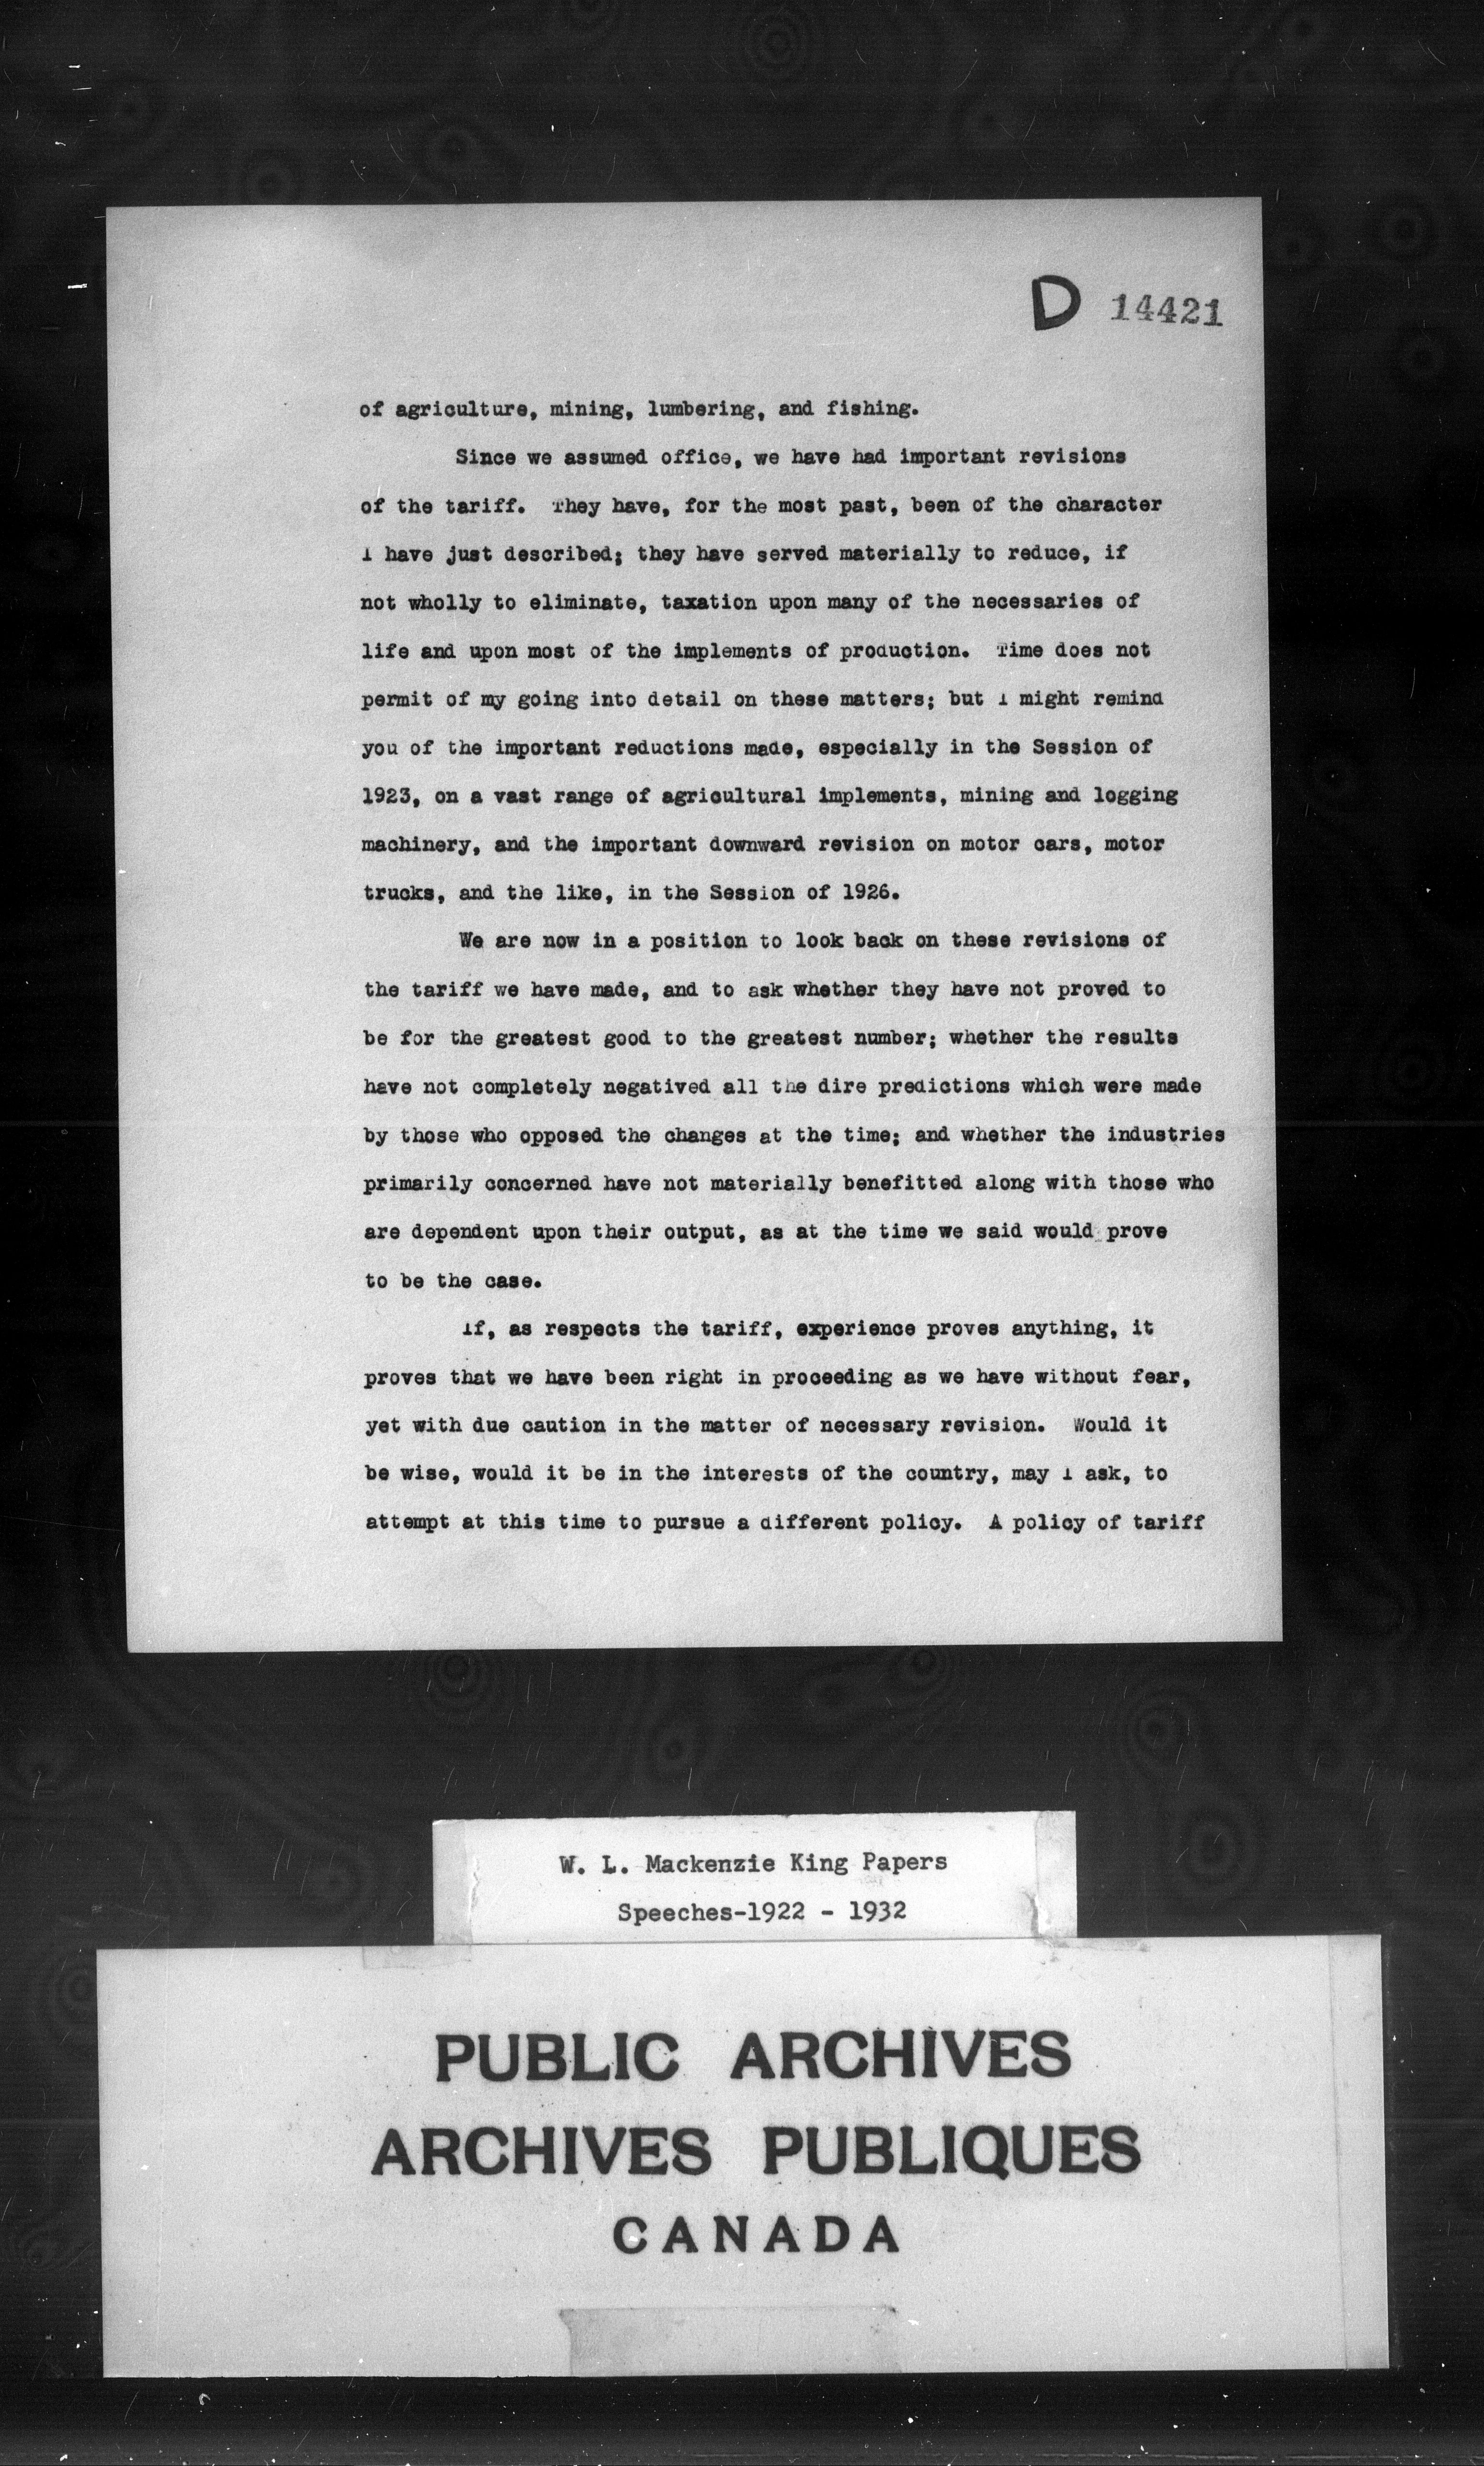 D 14421
of agriculture, mining, lumbering, and fishing.
Since we assumed office, we have had important revisions
of the tariff. They have, for the most past, been of the character
I have just described; they have served materially to reduce, if
not wholly to eliminate, taxation upon many of the necessaries of
life and upon most of the implements of production. Time does not
permit of my going into detail on these matters; but I might remind
you of the important reductions made, especially in the Session of
1923, on a vast range of agricultural implements, mining and logging
machinery, and the important downward revision on motor cars, motor
trucks, and the like, in the Session of 1926.
We are now in a position to look back on these revisions of
the tariff we have made, and to ask whether they have not proved to
be for the greatest good to the greatest number; whether the results
have not completely negatived all the dire predictions which were made
by those who opposed the changes at the time; and whether the industries
primarily concerned have not materially benefitted along with those who
are dependent upon their output, as at the time we said would prove
to be the case.
If, as respects the tariff, experience proves anything, it
proves that we have been right in proceeding as we have without fear,
yet with due caution in the matter of necessary revision. Would it
be wise, would it be in the interests of the country, may I ask, to
attempt at this time to pursue a different policy. A policy of tariff
W. L. Mackenzie King Papers
Speeches-1922 - 1932
PUBLIC ARCHIVES
ARCHIVES PUBLIQUES
CANADA